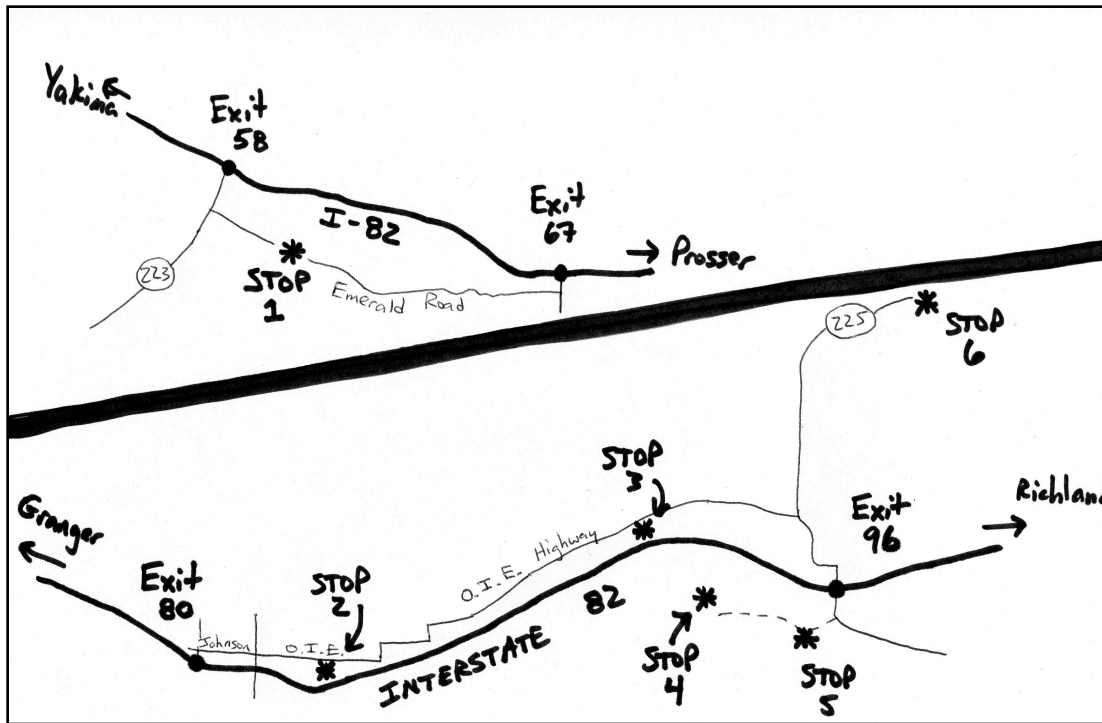 Yakima
Exit
58
I-82
Exit
67
Prosser
223
STOP
1
Emerald Road
225
STOP
6
STOP
3
Richland
Granger
Exit
96
Exit
80
STOP
2
O.I.E. Highway
82
Johnson
O.I.E.
INTERSTATE
STOP
4
STOP
5